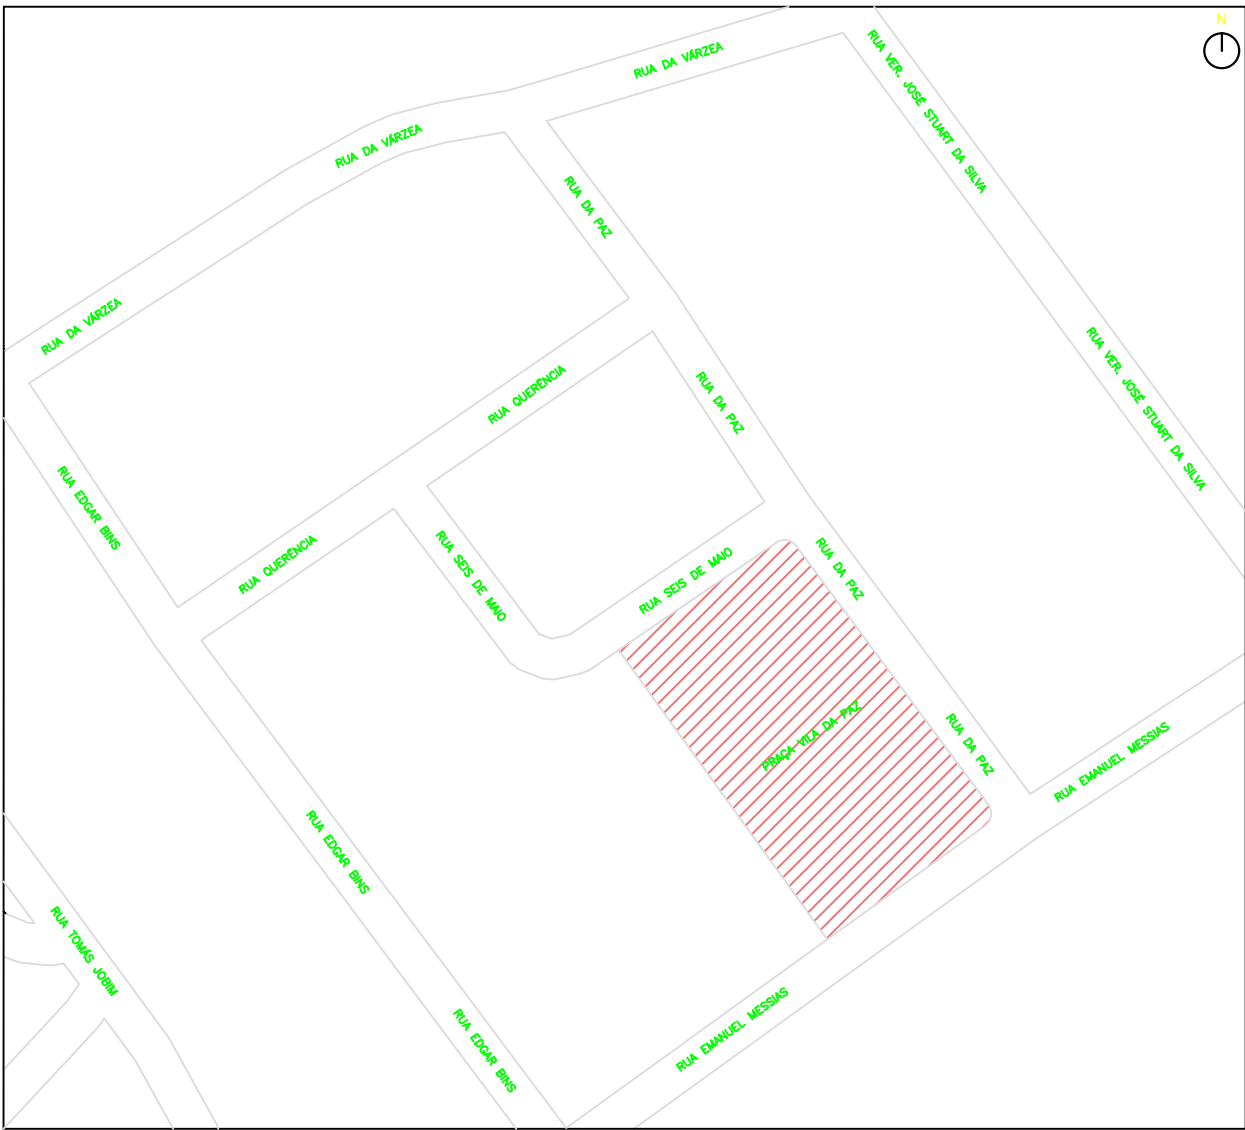 N
RUA DA VÁRZEA
RUA VER. JOSÉ STUART DA SILVA
RUA DA VÁRZEA
RUA DA PAZ
RUA DA VÁRZEA
RUA VER. JOSÉ STUART DA SILVA
RUA QUERÊNCIA
RUA DA PAZ
RUA EDGAR BINS
RUA QUERÊNCIA
RUA SEIS DE MAIO
RUA SEIS DE MAIO
RUA DA PAZ
PRAÇA VILA DA PAZ
RUA DA PAZ
RUA EMANUEL MESSIAS
RUA EDGAR BINS
RUA TOMÁS JOBIM
RUA EMANUEL MESSIAS
RUA EDGAR BINS